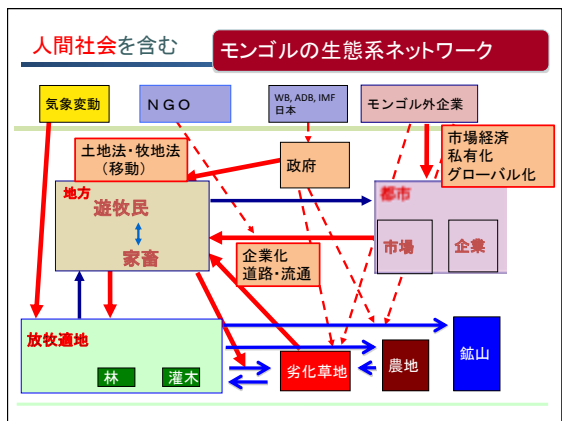 人間社会を含む
モンゴルの生態系ネットワーク
気象変動
NGO
WB, ADB, IMF
日本
モンゴル外企業
市場経済
私有化
グローバル化
土地法・牧地法
(移動)
政府
地方
遊牧民
家畜
都市
市場
企業
企業化
道路・流通
放牧適地
林
灌木
劣化草地
農地
鉱山